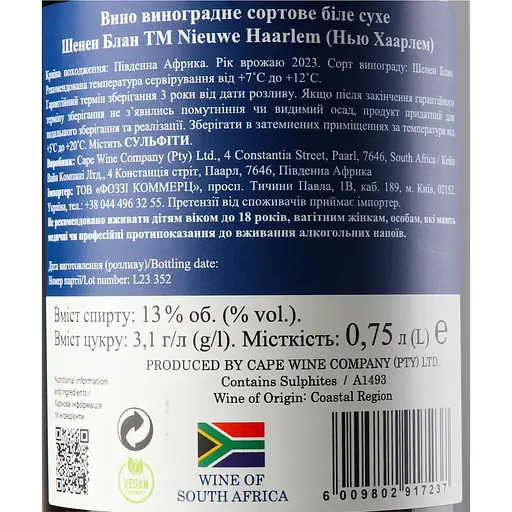 Вино виноградне сортове біле сухе
Шенен Блан ТМ Nieuwe Haarlem (Нью Хаарлем)
Країна походження: Південна Африка. Рік врожаю 2023. Сорт винограду: Шенен Блан
Рекомендована температура сервірування від +7°С до +12°С.
Гарантійний термін зберігання 3 роки від дати розливу. Якщо після закінчення гарантійного
терміну зберігання не з’явились помутніння чи видимий осад, продукт придатний для
подальшого зберігання та реалізації. Зберігати в затемнених приміщеннях за температури від
+5°С до +20°С. Містить СУЛЬФІТИ.
Виробник: Cape Wine Company (Pty) Ltd., 4 Constantia Street, Paarl, 7646, South Africa / Кейп
Вайн Компані Лтд., 4 Констанція стріт, Паарл, 7646, Південна Африка
Імпортер: ТОВ «ФОЗЗІ КОММЕРЦ», просп. Тичини Павла, 1В, каб. 189, м. Київ, 02152,
Україна, тел.: +38 044 496 32 55. Претензії від споживачів приймає імпортер.
Не рекомендовано вживати дітям віком до 18 років, вагітним жінкам, особам, які мають
медичні чи професійні протипоказання до вживання алкогольних напоїв.
Дата виготовлення (розливу)/Bottling date:
Номер партії/Lot number: L23 352
Вміст спирту: 13 % об. (% vol.).
Вміст цукру: 3,1 г/л (g/l). Місткість: 0,75 л (L) e
PRODUCED BY CAPE WINE COMPANY (PTY) LTD.
Contains Sulphites / A1493
Wine of Origin: Coastal Region
Nutritional information
and ingredients /
Харчова інформація
та інгредієнти
VEGAN
FRIENDLY
WINE OF
SOUTH AFRICA
6 009802 917237